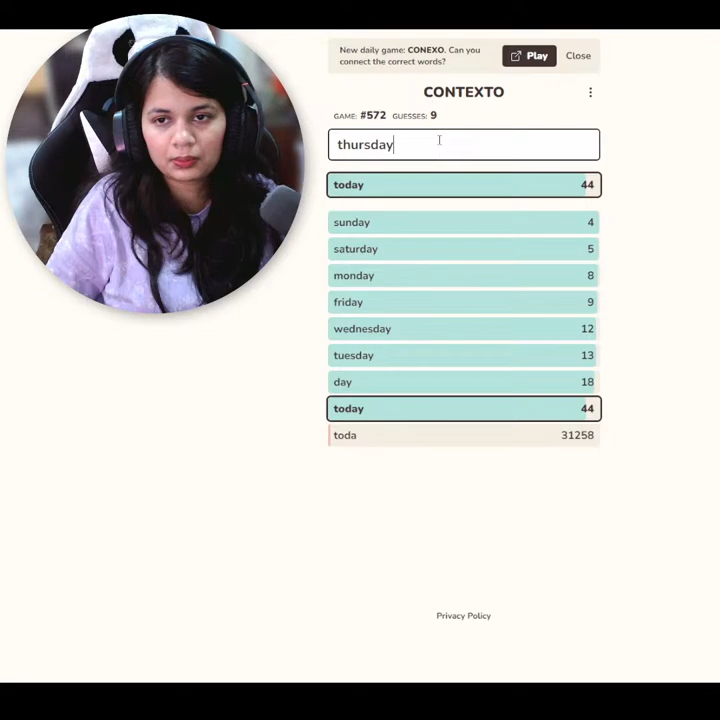 New daily game: CONEXO. Can you
connect the correct words?
Play
Close
CONTEXTO
GAME: #572 GUESSES: 9
thursday
today 44
sunday 4
saturday 5
monday 8
friday 9
wednesday 12
tuesday 13
day 18
today 44
toda 31258
Privacy Policy